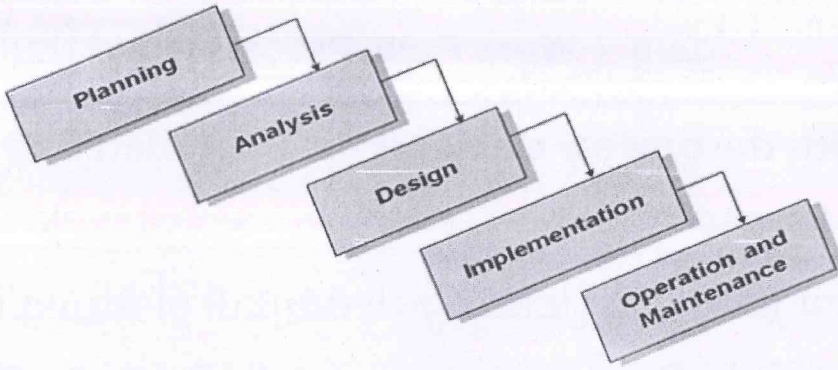 Planning
Analysis
Design
Implementation
Operation and
Maintenance